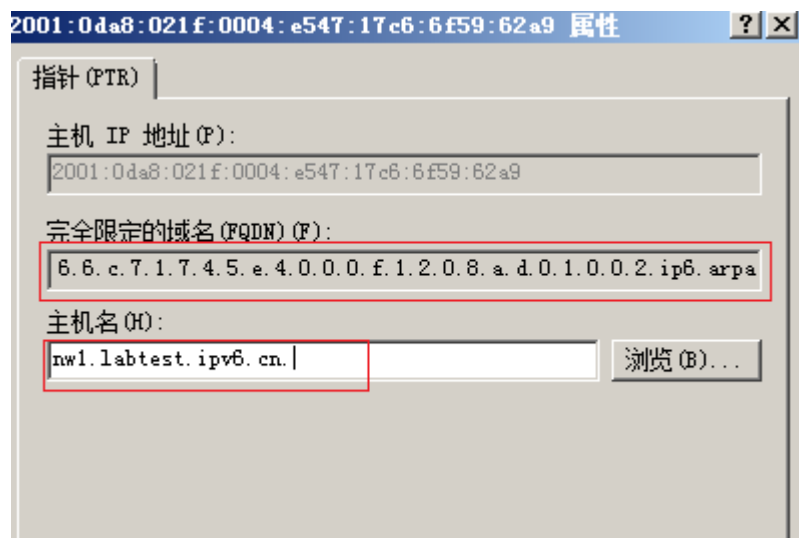 2001:0da8:021f:0004:e547:17c6:6f59:62a9 属性
指针(PTR)
主机 IP 地址(P):
2001:0da8:021f:0004:e547:17c6:6f59:62a9
完全限定的域名(FQDN)(F):
6.6.c.7.1.7.4.5.e.4.0.0.0.f.1.2.0.8.a.d.0.1.0.0.2.ip6.arpa
主机名(H):
nw1.labtest.ipv6.cn.
浏览(B)...